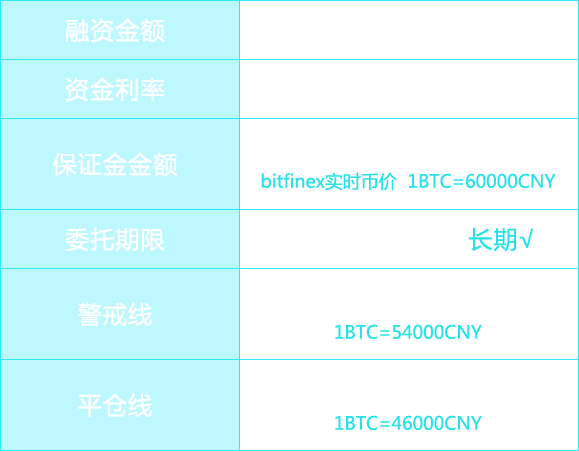 融资金额
资金利率
保证金金额
bitfinex实时币价 1BTC=60000CNY
委托期限
长期√
警戒线
1BTC=54000CNY
平仓线
1BTC=46000CNY